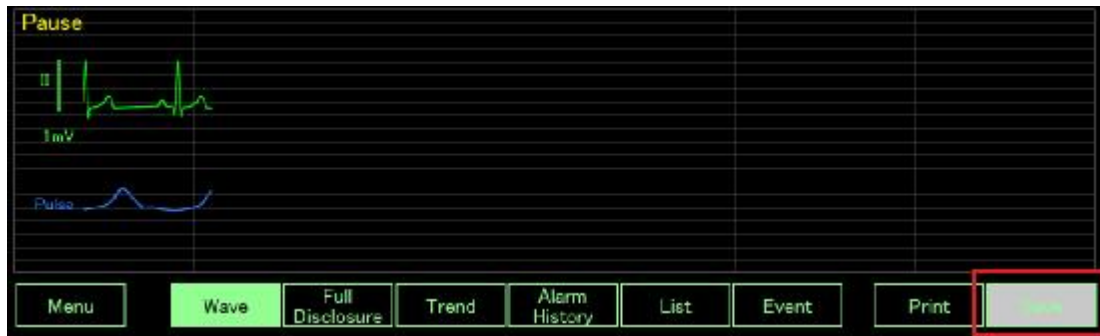 Pause
II
1mV
Pulse
Menu
Wave
Full
Disclosure
Trend
Alarm
History
List
Event
Print